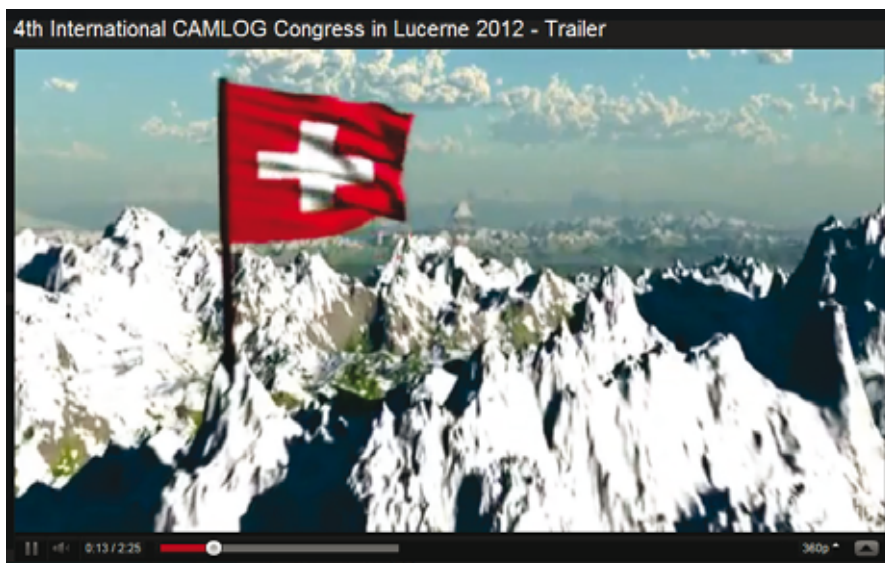 4th International CAMLOG Congress in Lucerne 2012 - Trailer
0:13 / 2:25
360p